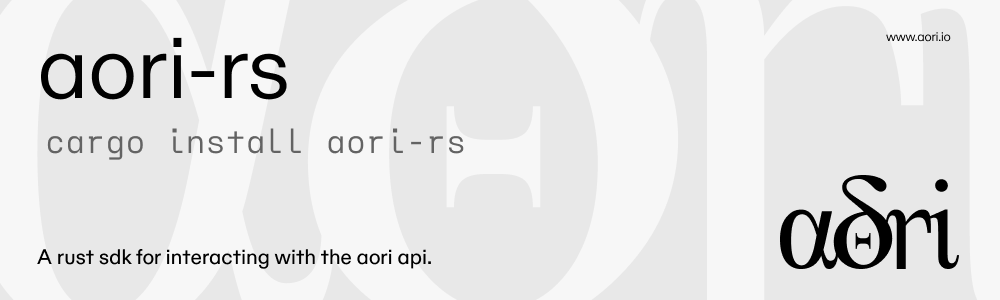 aori-rs
www.aori.io
cargo install aori-rs
A rust sdk for interacting with the aori api.
aori